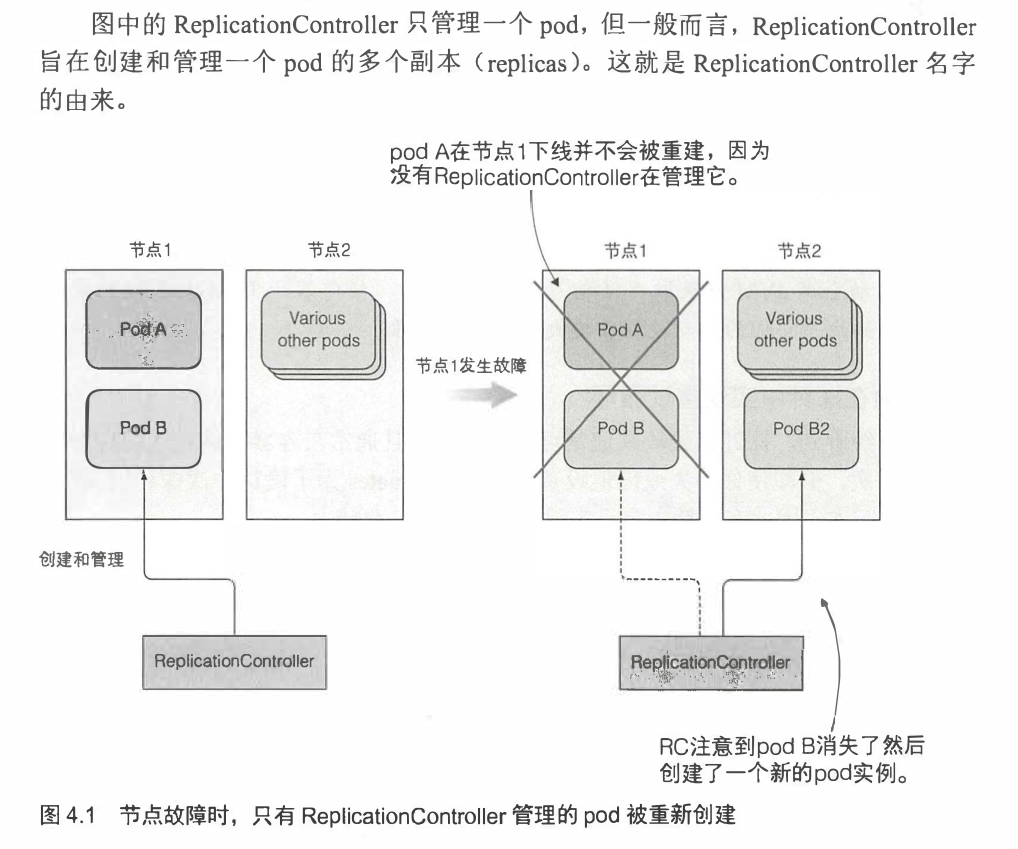 图中的 ReplicationController 只管理一个 pod，但一般而言，ReplicationController
旨在创建和管理一个 pod 的多个副本（replicas）。这就是 ReplicationController 名字
的由来。
pod A在节点1下线并不会被重建，因为
没有ReplicationController在管理它。
节点1
节点2
Pod A
Pod B
Various
other pods
创建和管理
ReplicationController
节点1发生故障
节点1
节点2
Pod A
Pod B
Various
other pods
Pod B2
ReplicationController
RC注意到pod B消失了然后
创建了一个新的pod实例。
图 4.1 节点故障时，只有 ReplicationController 管理的 pod 被重新创建